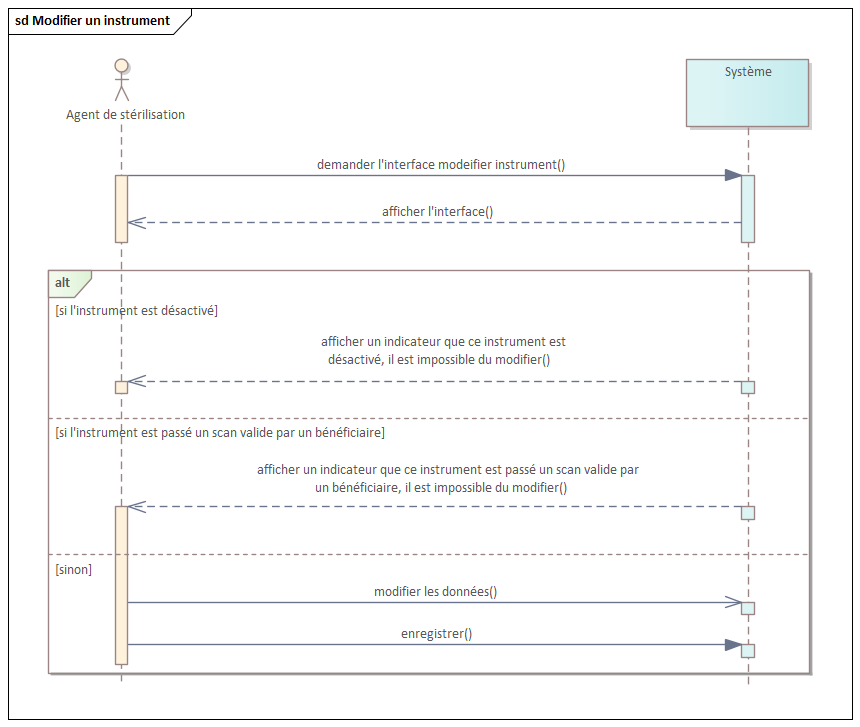 sd Modifier un instrument
Agent de stérilisation
Système
demander l'interface modeifier instrument()
afficher l'interface()
alt
[si l'instrument est désactivé]
afficher un indicateur que ce instrument est
désactivé, il est impossible du modifier()
[si l'instrument est passé un scan valide par un bénéficiaire]
afficher un indicateur que ce instrument est passé un scan valide par
un bénéficiaire, il est impossible du modifier()
[sinon]
modifier les données()
enregistrer()